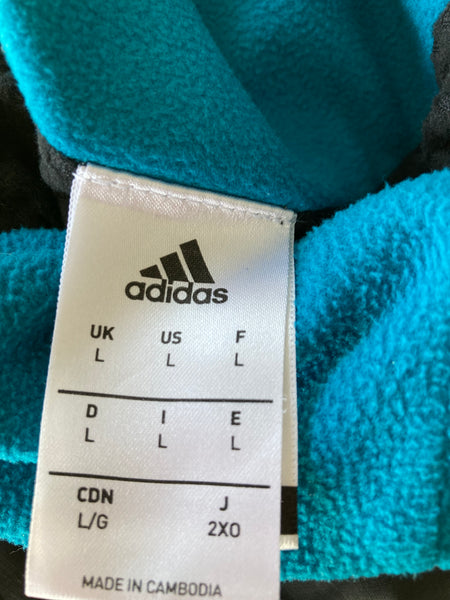 adidas
UK US F
L L L
D I E
L L L
CDN J
L/G 2XO
MADE IN CAMBODIA